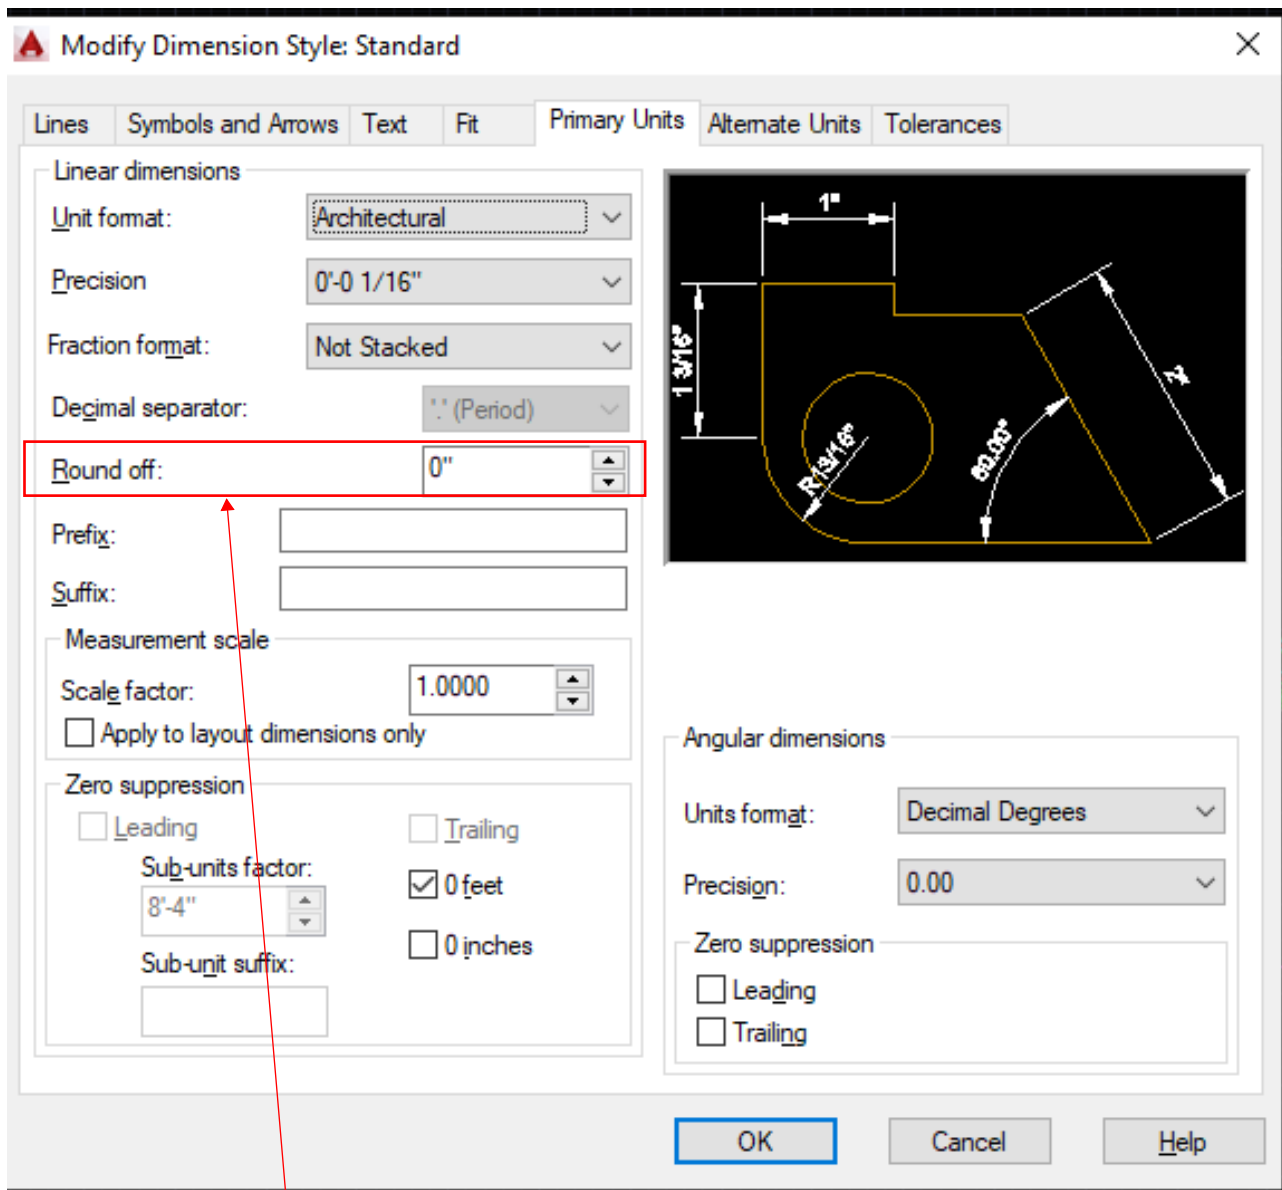 Modify Dimension Style: Standard
Lines Symbols and Arrows Text Fit Primary Units Alternate Units Tolerances
Linear dimensions
Unit format: Architectural
Precision 0'-0 1/16"
Fraction format: Not Stacked
Decimal separator: '.' (Period)
Round off: 0"
Prefix:
Suffix:
Measurement scale
Scale factor: 1.0000
Apply to layout dimensions only
Zero suppression
Leading Trailing
Sub-units factor:
8'-4"
0 feet
0 inches
Sub-unit suffix:
1"
1 3/16"
2"
R13/16"
60.00°
Angular dimensions
Units format: Decimal Degrees
Precision: 0.00
Zero suppression
Leading
Trailing
OK Cancel Help